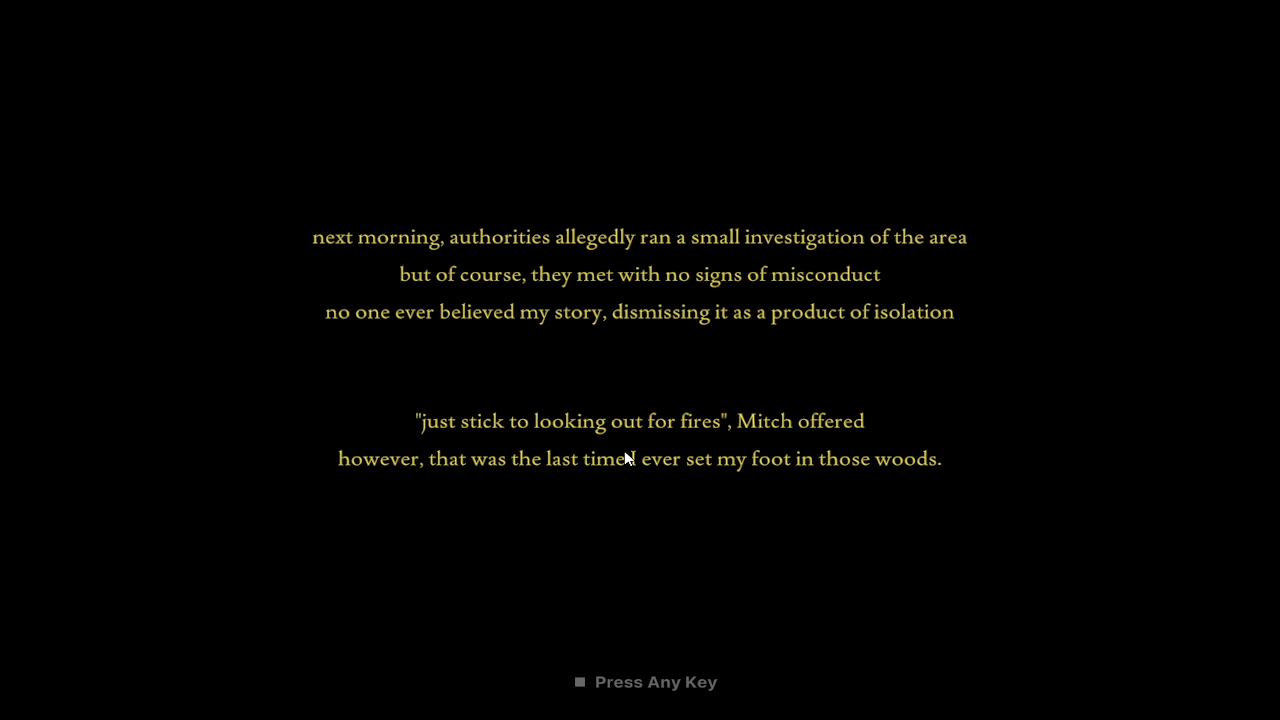 next morning, authorities allegedly ran a small investigation of the area
but of course, they met with no signs of misconduct
no one ever believed my story, dismissing it as a product of isolation
"just stick to looking out for fires", Mitch offered
however, that was the last time I ever set my foot in those woods.
Press Any Key